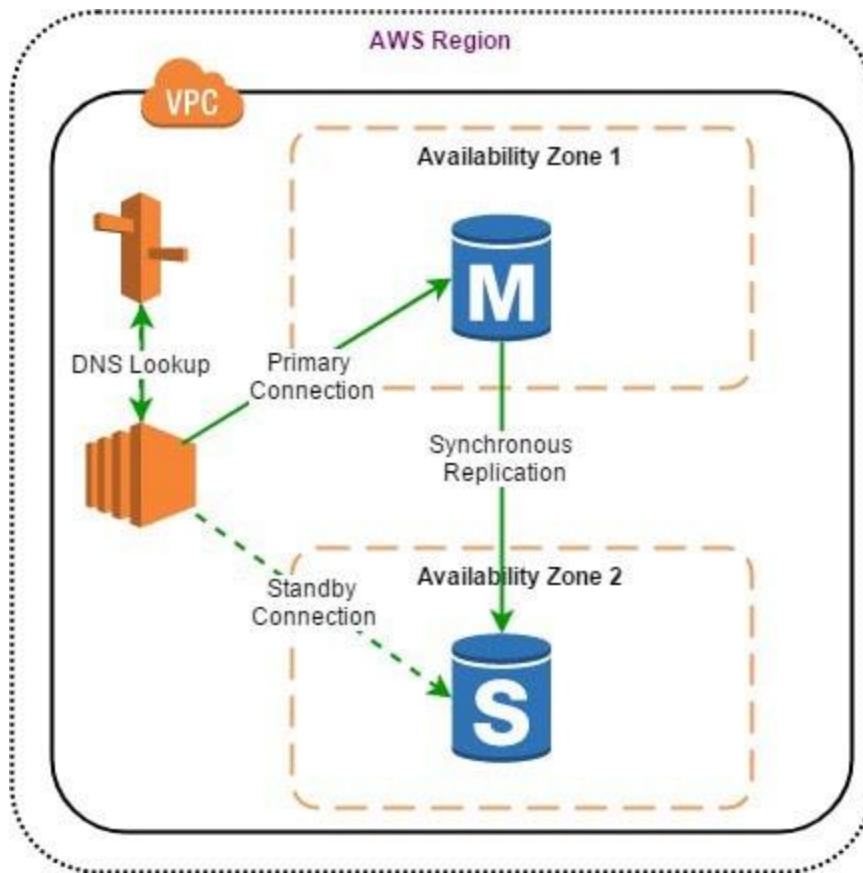 AWS Region
VPC
Availability Zone 1
M
DNS Lookup
Primary
Connection
Synchronous
Replication
Availability Zone 2
Standby
Connection
S